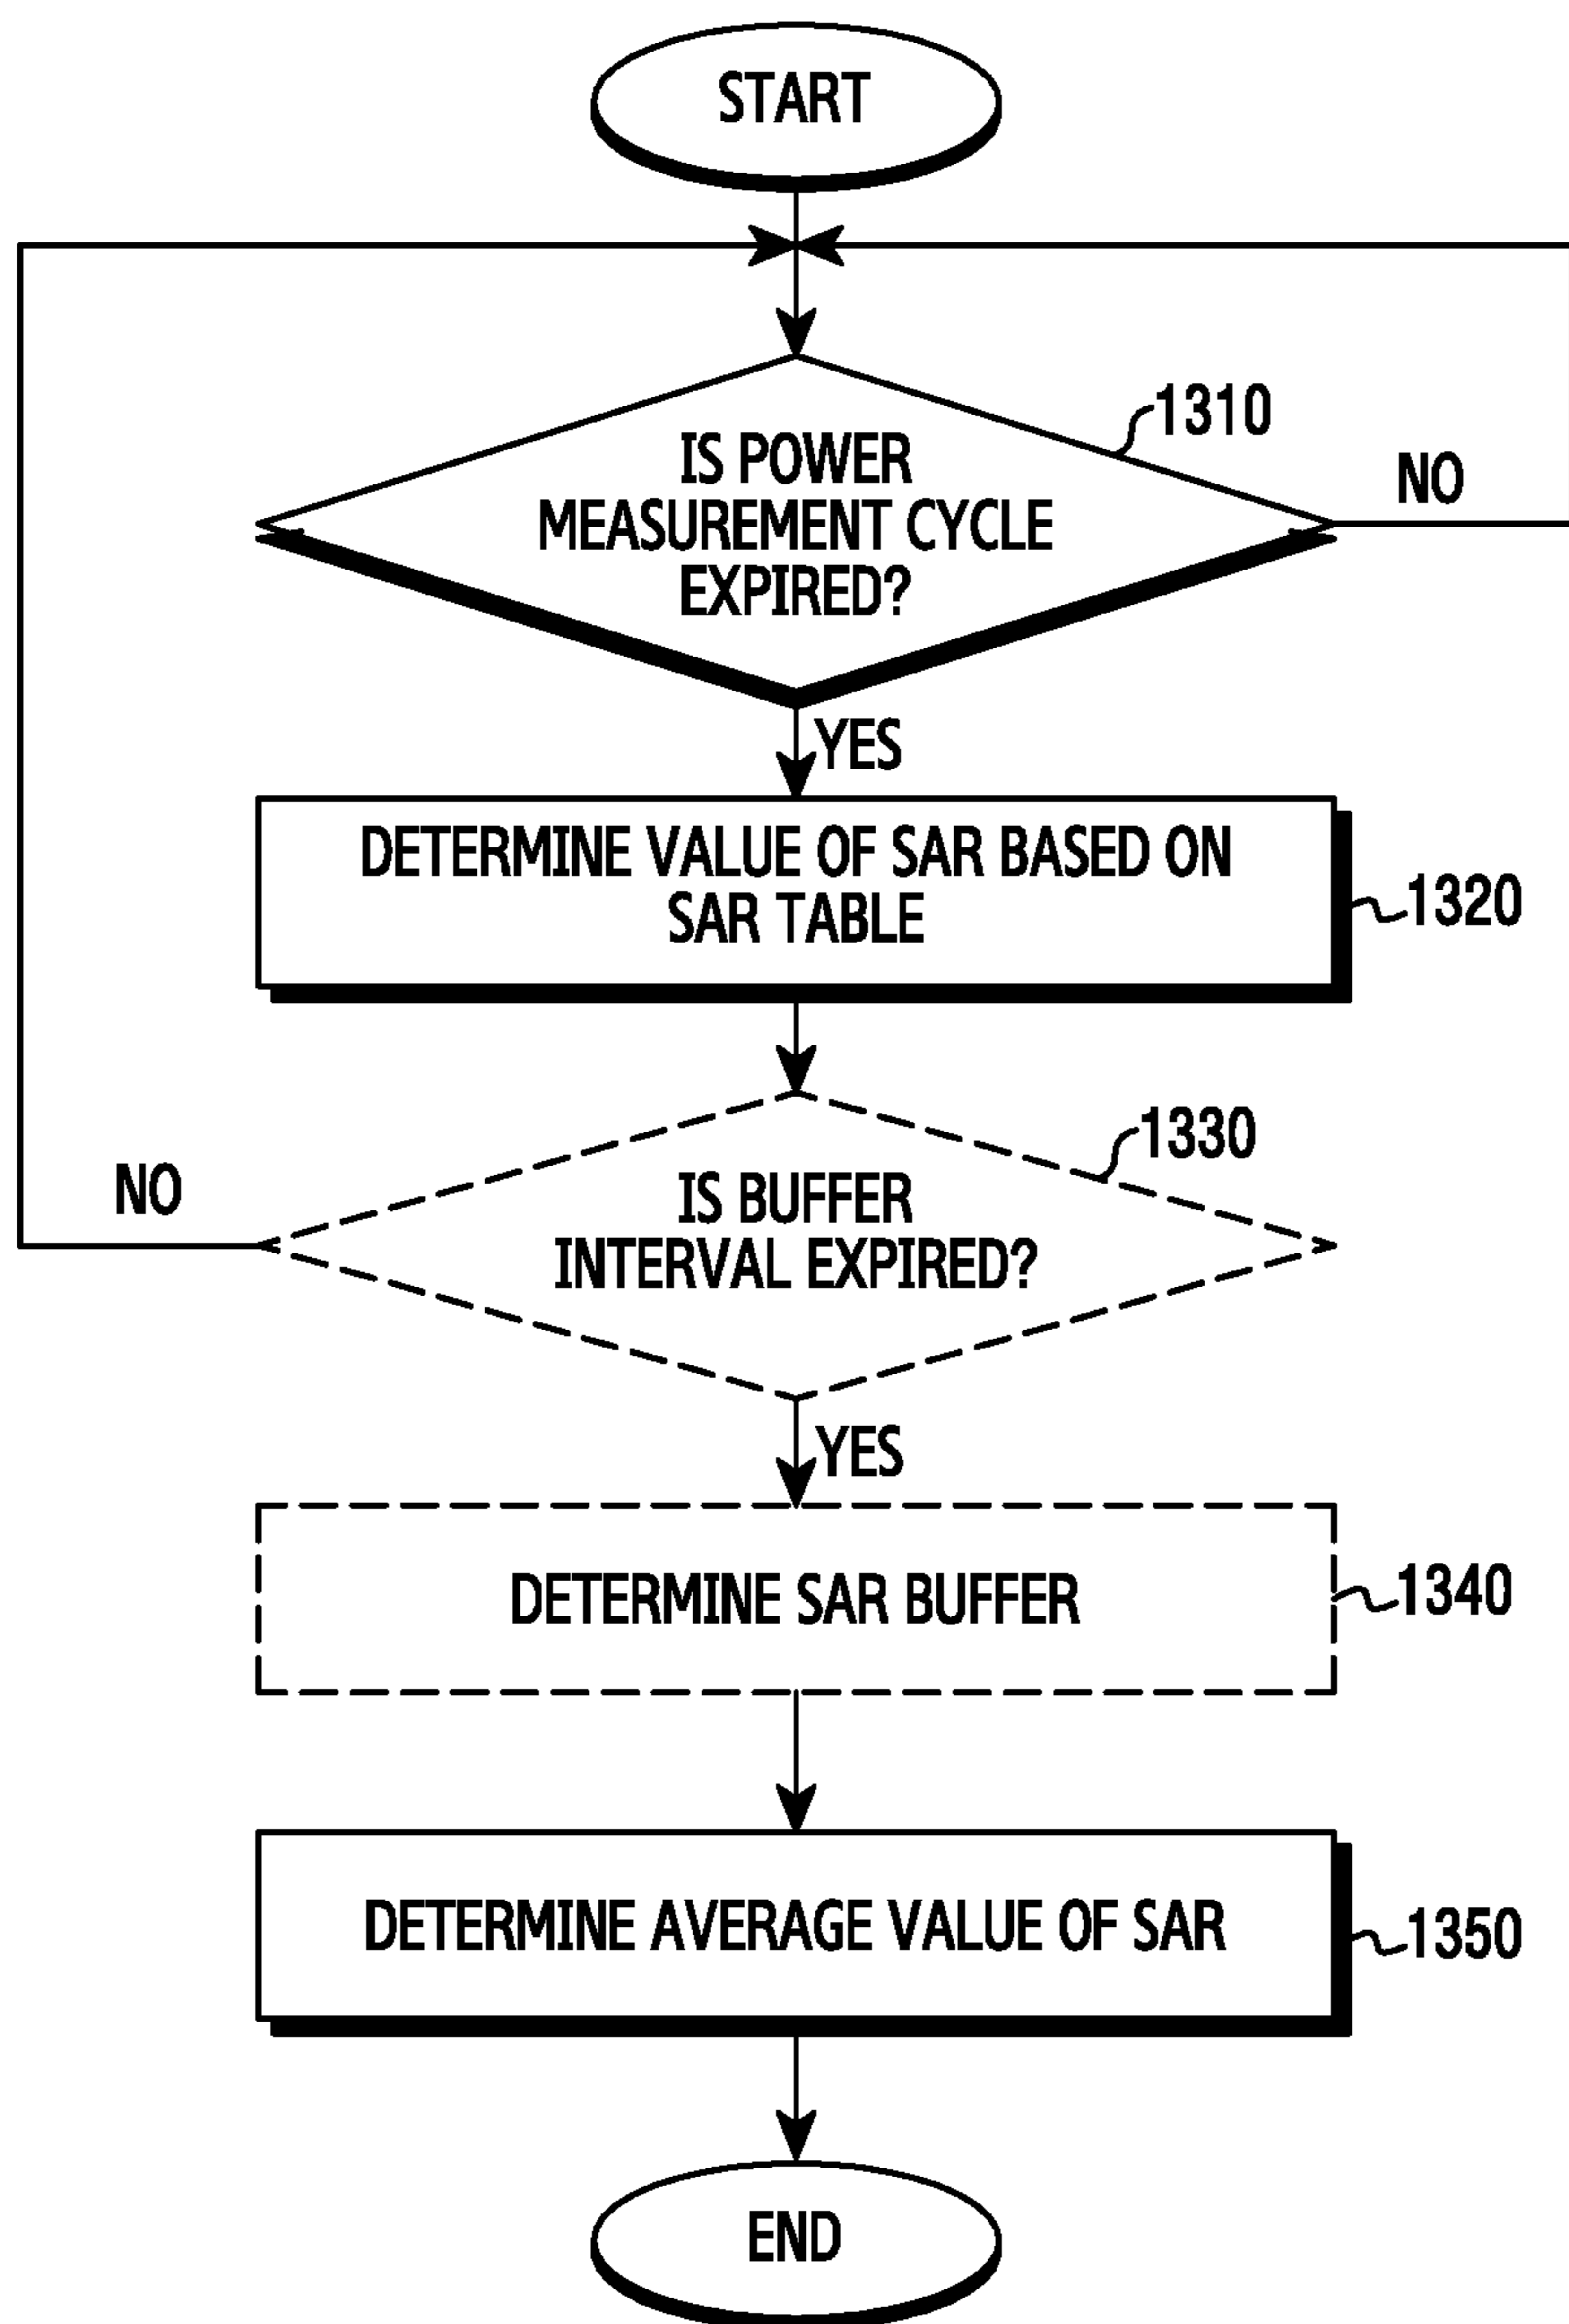 START
1310
IS POWER
MEASUREMENT CYCLE
EXPIRED?
NO
YES
DETERMINE VALUE OF SAR BASED ON
SAR TABLE
1320
1330
IS BUFFER
INTERVAL EXPIRED?
NO
YES
DETERMINE SAR BUFFER
1340
DETERMINE AVERAGE VALUE OF SAR
1350
END